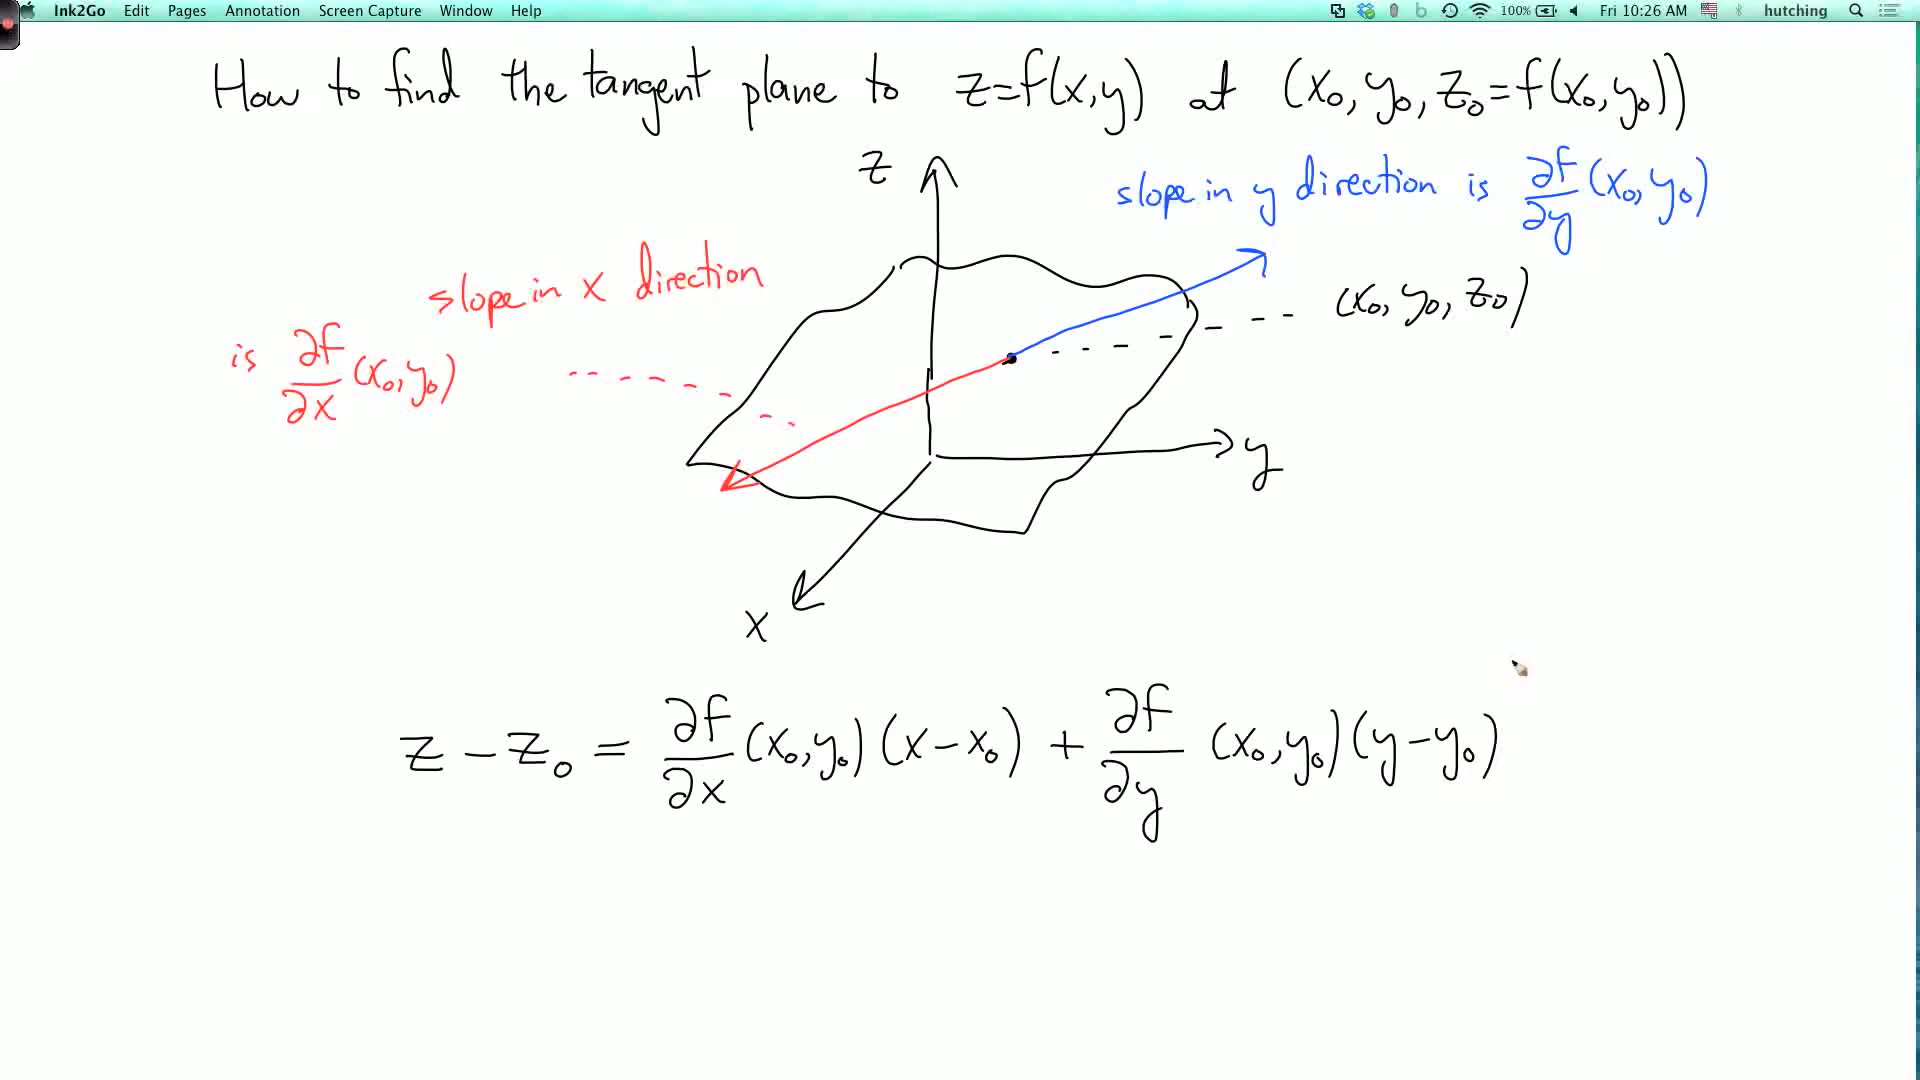 Ink2Go Edit Pages Annotation Screen Capture Window Help 100% Fri 10:26 AM hutching
How to find the tangent plane to z=f(x,y) at (x₀, y₀, z₀=f(x₀,y₀))
z
slope in y direction is ∂f/∂y (x₀, y₀)
slope in x direction
is ∂f/∂x (x₀, y₀)
(x₀, y₀, z₀)
y
x
z - z₀ = ∂f/∂x (x₀, y₀) (x - x₀) + ∂f/∂y (x₀, y₀) (y - y₀)